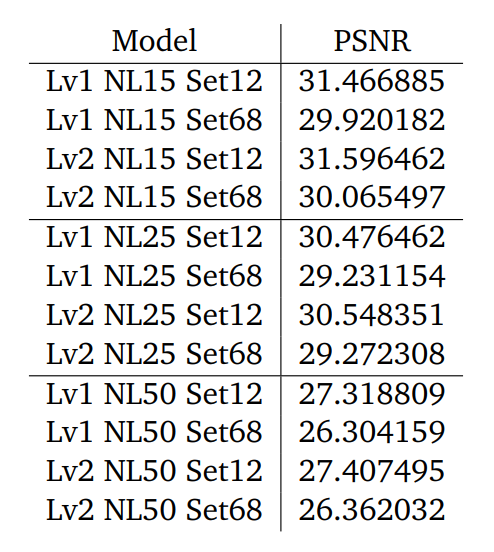 Model PSNR
Lv1 NL15 Set12 31.466885
Lv1 NL15 Set68 29.920182
Lv2 NL15 Set12 31.596462
Lv2 NL15 Set68 30.065497
Lv1 NL25 Set12 30.476462
Lv1 NL25 Set68 29.231154
Lv2 NL25 Set12 30.548351
Lv2 NL25 Set68 29.272308
Lv1 NL50 Set12 27.318809
Lv1 NL50 Set68 26.304159
Lv2 NL50 Set12 27.407495
Lv2 NL50 Set68 26.362032